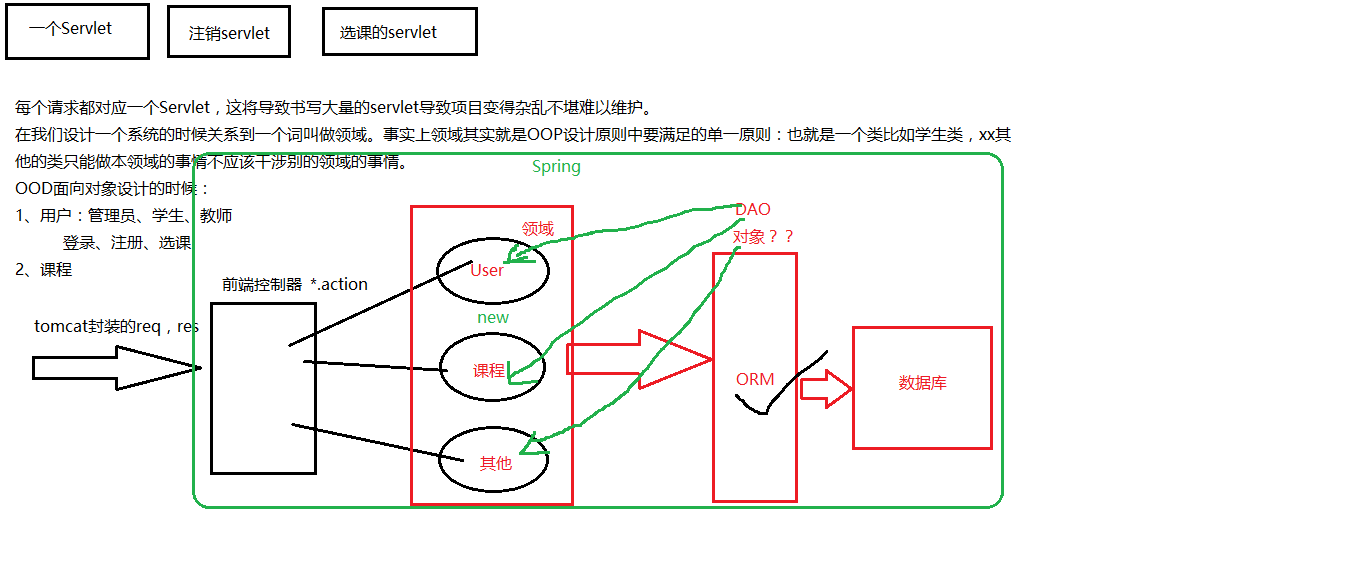 一个Servlet
注销servlet
选课的servlet
每个请求都对应一个Servlet，这将导致书写大量的servlet导致项目变得杂乱不堪难以维护。
在我们设计一个系统的时候关系到一个词叫做领域。事实上领域其实就是OOP设计原则中要满足的单一原则：也就是一个类比如学生类，xx其
他的类只能做本领域的事情不应该干涉别的领域的事情。
Spring
OOD面向对象设计的时候：
1、用户：管理员、学生、教师
登录、注册、选课
2、课程
前端控制器 *.action
tomcat封装的req，res
领域
User
new
课程
其他
DAO
对象？？
ORM
数据库